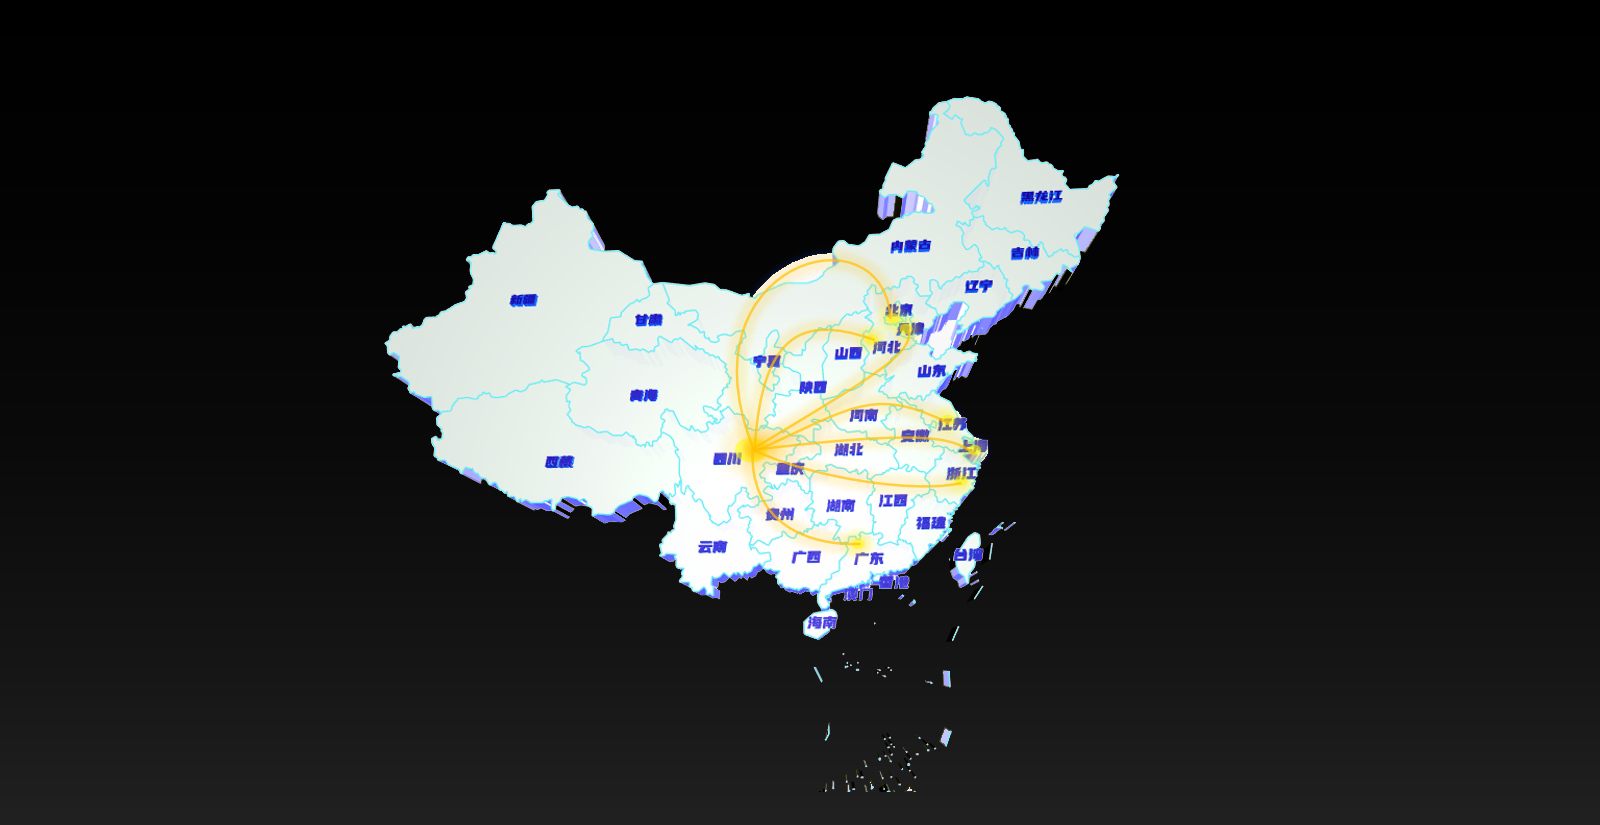 黑龙江
内蒙古
吉林
辽宁
新疆
北京
天津
甘肃
河北
山西
宁夏
山东
陕西
青海
河南
江苏
安徽
上海
湖北
四川
西藏
重庆
浙江
江西
湖南
贵州
福建
云南
台湾
广西
广东
香港
澳门
海南